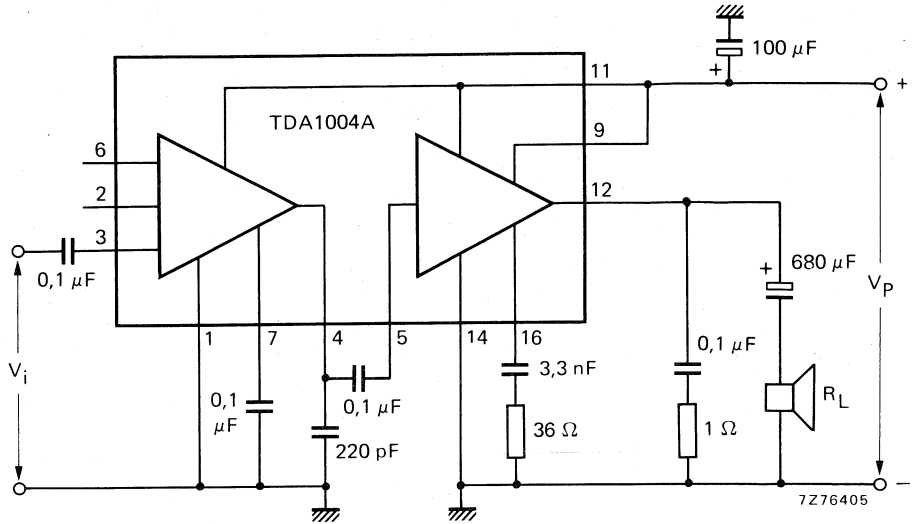 100 μF
+
11
+
TDA1004A
9
6
12
2
3
0,1 μF
+
680 μF
V_P
1
7
4
5
14
16
V_i
0,1 μF
3,3 nF
0,1
μF
0,1 μF
R_L
36 Ω
1 Ω
220 pF
7Z76405
−